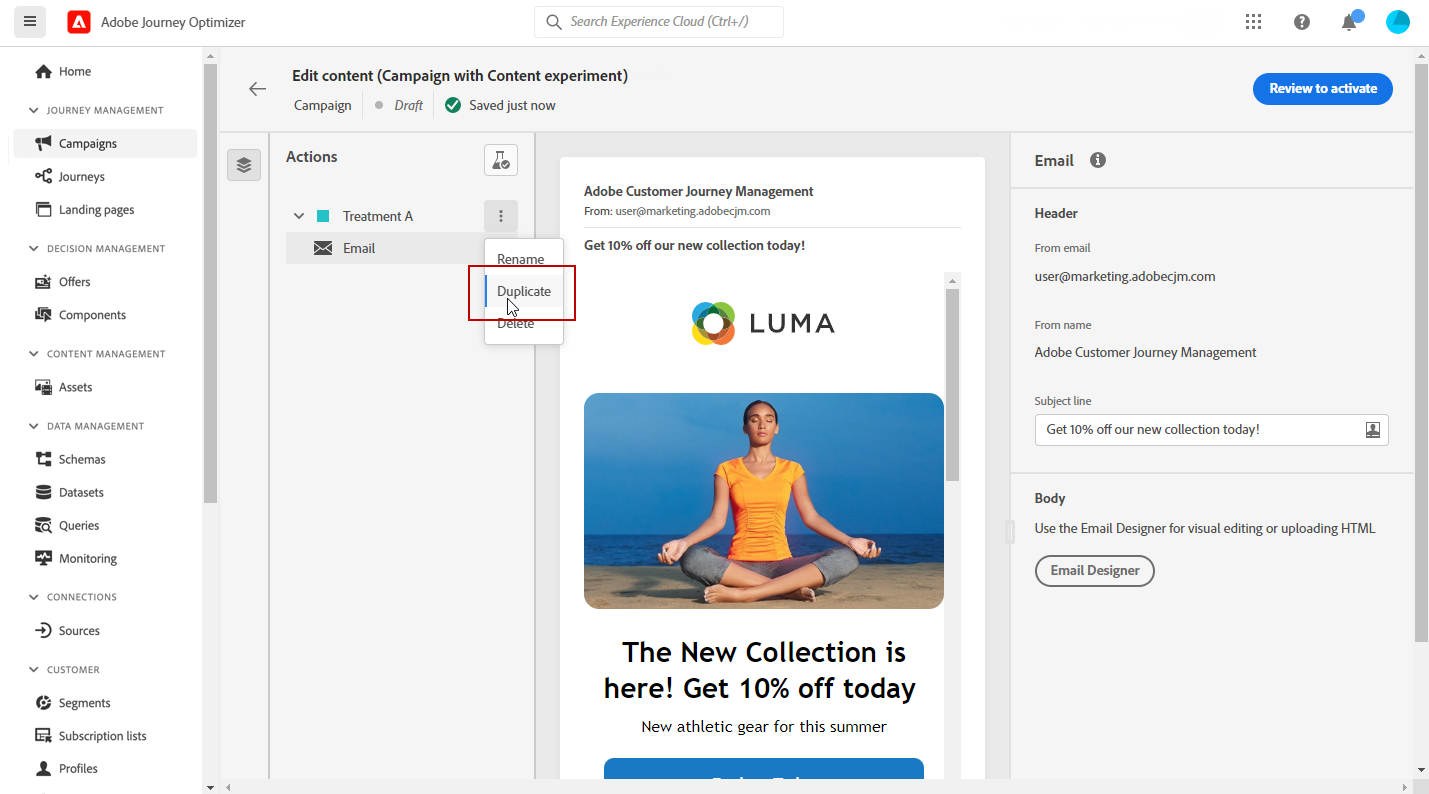 Adobe Journey Optimizer
Search Experience Cloud (Ctrl+/)
Home
JOURNEY MANAGEMENT
Campaigns
Journeys
Landing pages
DECISION MANAGEMENT
Offers
Components
CONTENT MANAGEMENT
Assets
DATA MANAGEMENT
Schemas
Datasets
Queries
Monitoring
CONNECTIONS
Sources
CUSTOMER
Segments
Subscription lists
Profiles
Edit content (Campaign with Content experiment)
Campaign
Draft
Saved just now
Review to activate
Actions
Treatment A
Email
Rename
Duplicate
Delete
Adobe Customer Journey Management
From: user@marketing.adobecjm.com
Get 10% off our new collection today!
LUMA
The New Collection is
here! Get 10% off today
New athletic gear for this summer
Email
Header
From email
user@marketing.adobecjm.com
From name
Adobe Customer Journey Management
Subject line
Get 10% off our new collection today!
Body
Use the Email Designer for visual editing or uploading HTML
Email Designer